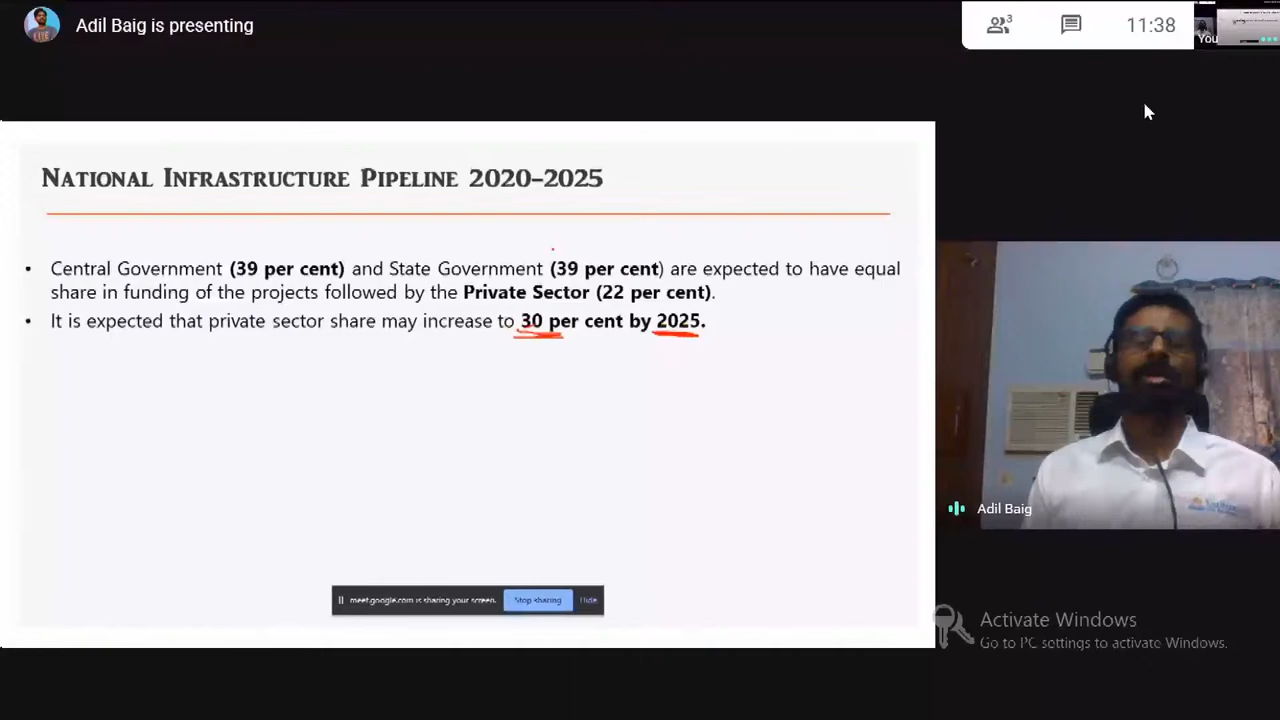 Adil Baig is presenting
3
11:38
You
NATIONAL INFRASTRUCTURE PIPELINE 2020-2025
• Central Government (39 per cent) and State Government (39 per cent) are expected to have equal
share in funding of the projects followed by the Private Sector (22 per cent).
• It is expected that private sector share may increase to 30 per cent by 2025.
Adil Baig
meet.google.com is sharing your screen.
Stop sharing
Hide
Activate Windows
Go to PC settings to activate Windows.